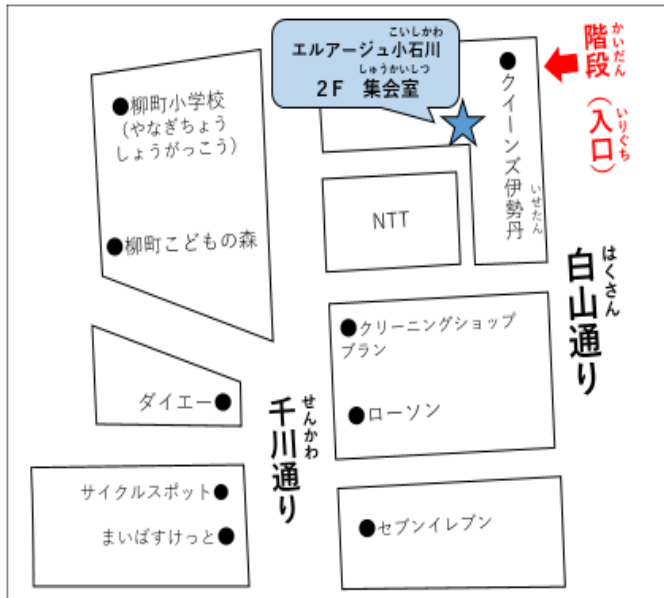 こいしかわ
エルアージュ小石川
しゅうかいしつ
2F 集会室
クイーンズ伊勢丹
いせたん
かいだん
階段(入口)
いりぐち
柳町小学校
(やなぎちょう
しょうがっこう)
柳町こどもの森
NTT
はくさん
白山通り
クリーニングショップ
ブラン
ローソン
ダイエー
せんかわ
千川通り
サイクルスポット
まいばすけっと
セブンイレブン